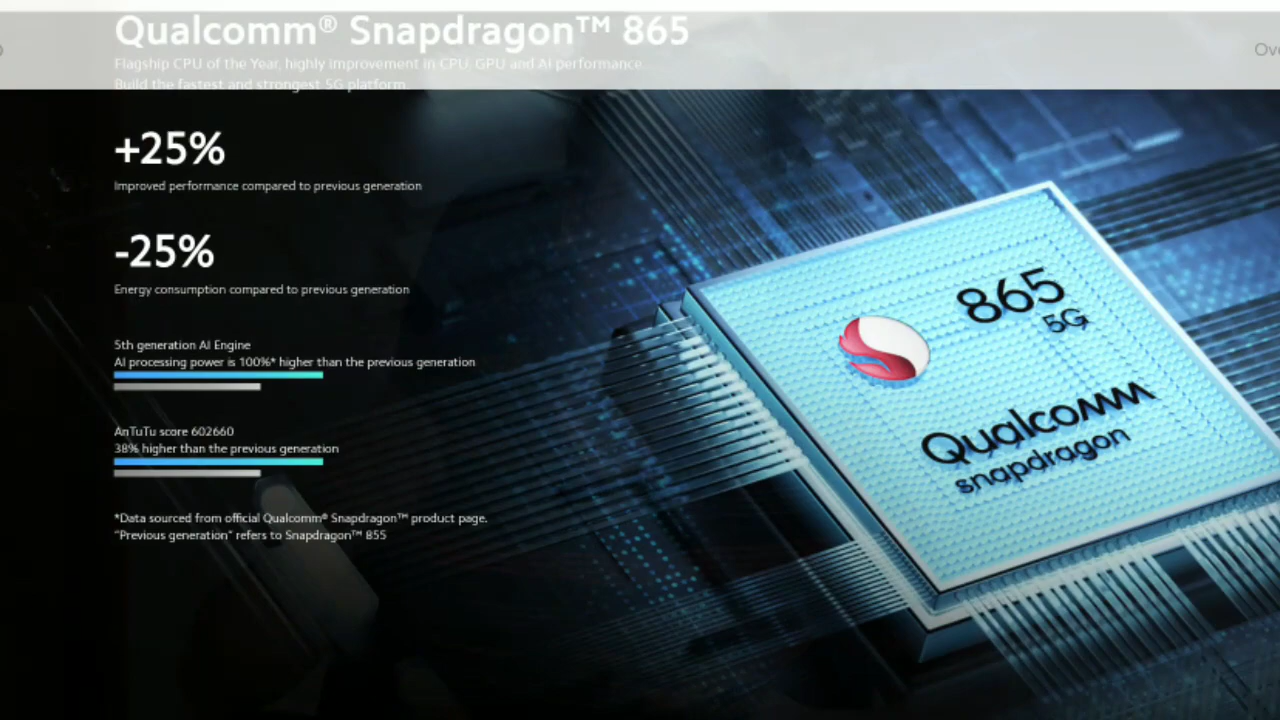 Qualcomm® Snapdragon™ 865
Ove
Flagship CPU of the Year, highly improvement in CPU, GPU and AI performance.
Build the fastest and strongest 5G platform.
+25%
Improved performance compared to previous generation
-25%
Energy consumption compared to previous generation
5th generation AI Engine
AI processing power is 100%* higher than the previous generation
AnTuTu score 602660
38% higher than the previous generation
*Data sourced from official Qualcomm® Snapdragon™ product page.
"Previous generation" refers to Snapdragon™ 855
865
5G
Qualcomm
snapdragon